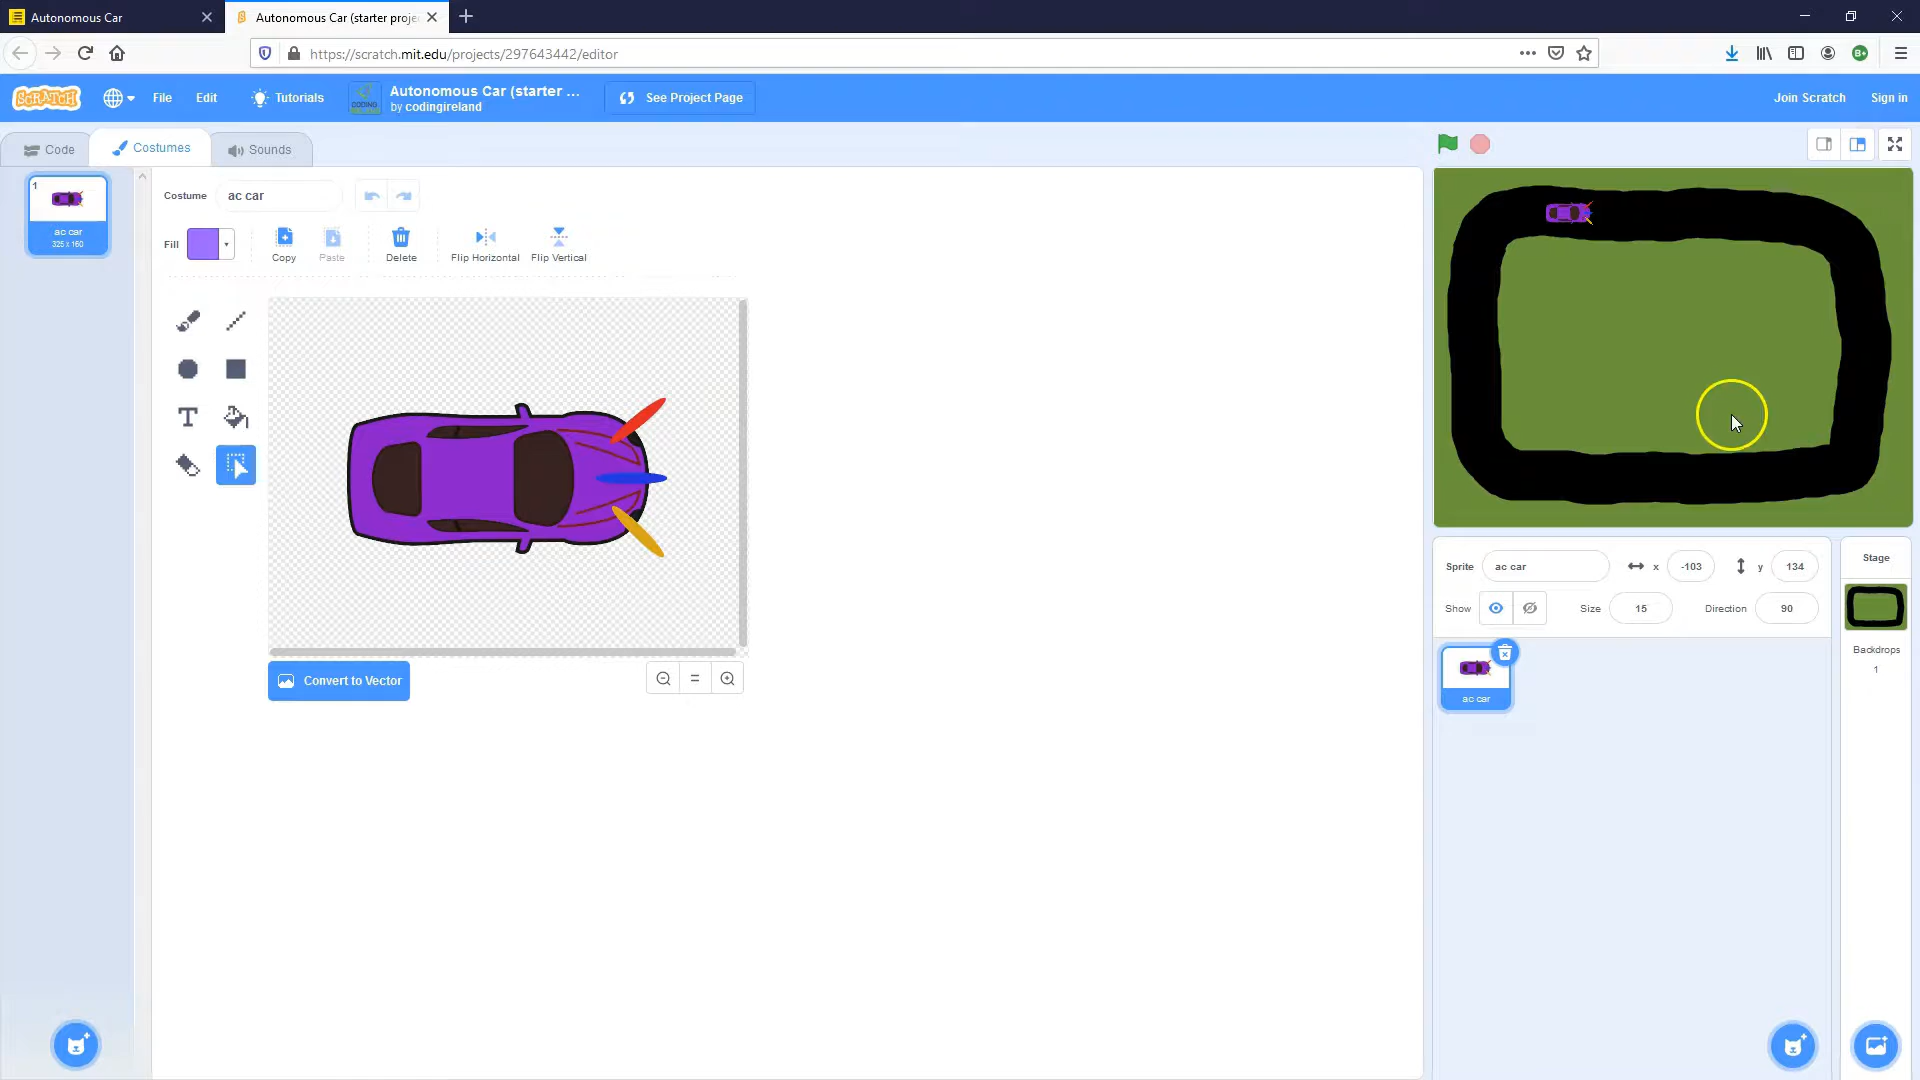 Autonomous Car
Autonomous Car (starter proje
https://scratch.mit.edu/projects/297643442/editor
SCRATCH
File
Edit
Tutorials
CODING
Autonomous Car (starter ...
by codingireland
See Project Page
Join Scratch
Sign in
Code
Costumes
Sounds
1
ac car
325 x 160
Costume
ac car
Fill
Copy
Paste
Delete
Flip Horizontal
Flip Vertical
T
Convert to Vector
Sprite
ac car
x
-103
y
134
Show
Size
15
Direction
90
ac car
Stage
Backdrops
1